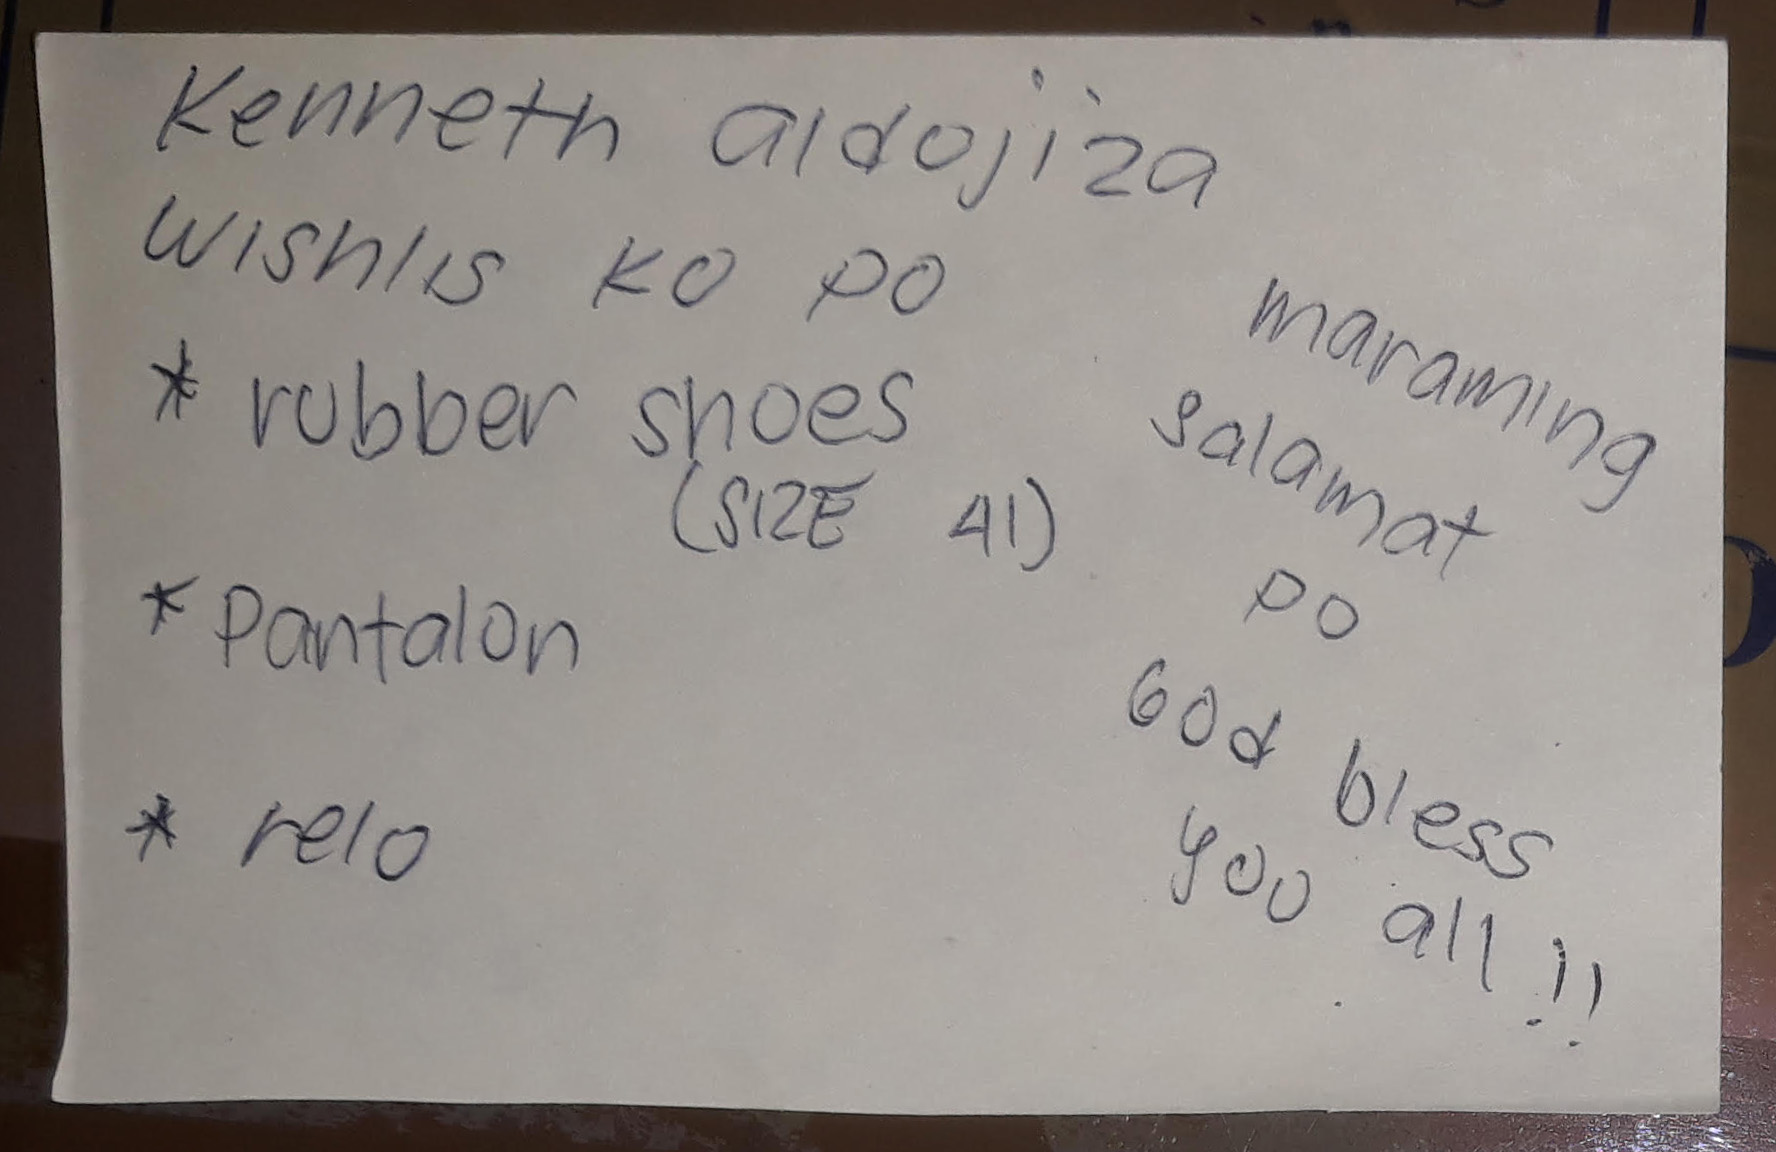 Kenneth aldojiza
wishlis ko po
* rubber shoes
(SIZE 41)
* Pantalon
* relo
maraming
salamat
po
God bless
you all !!